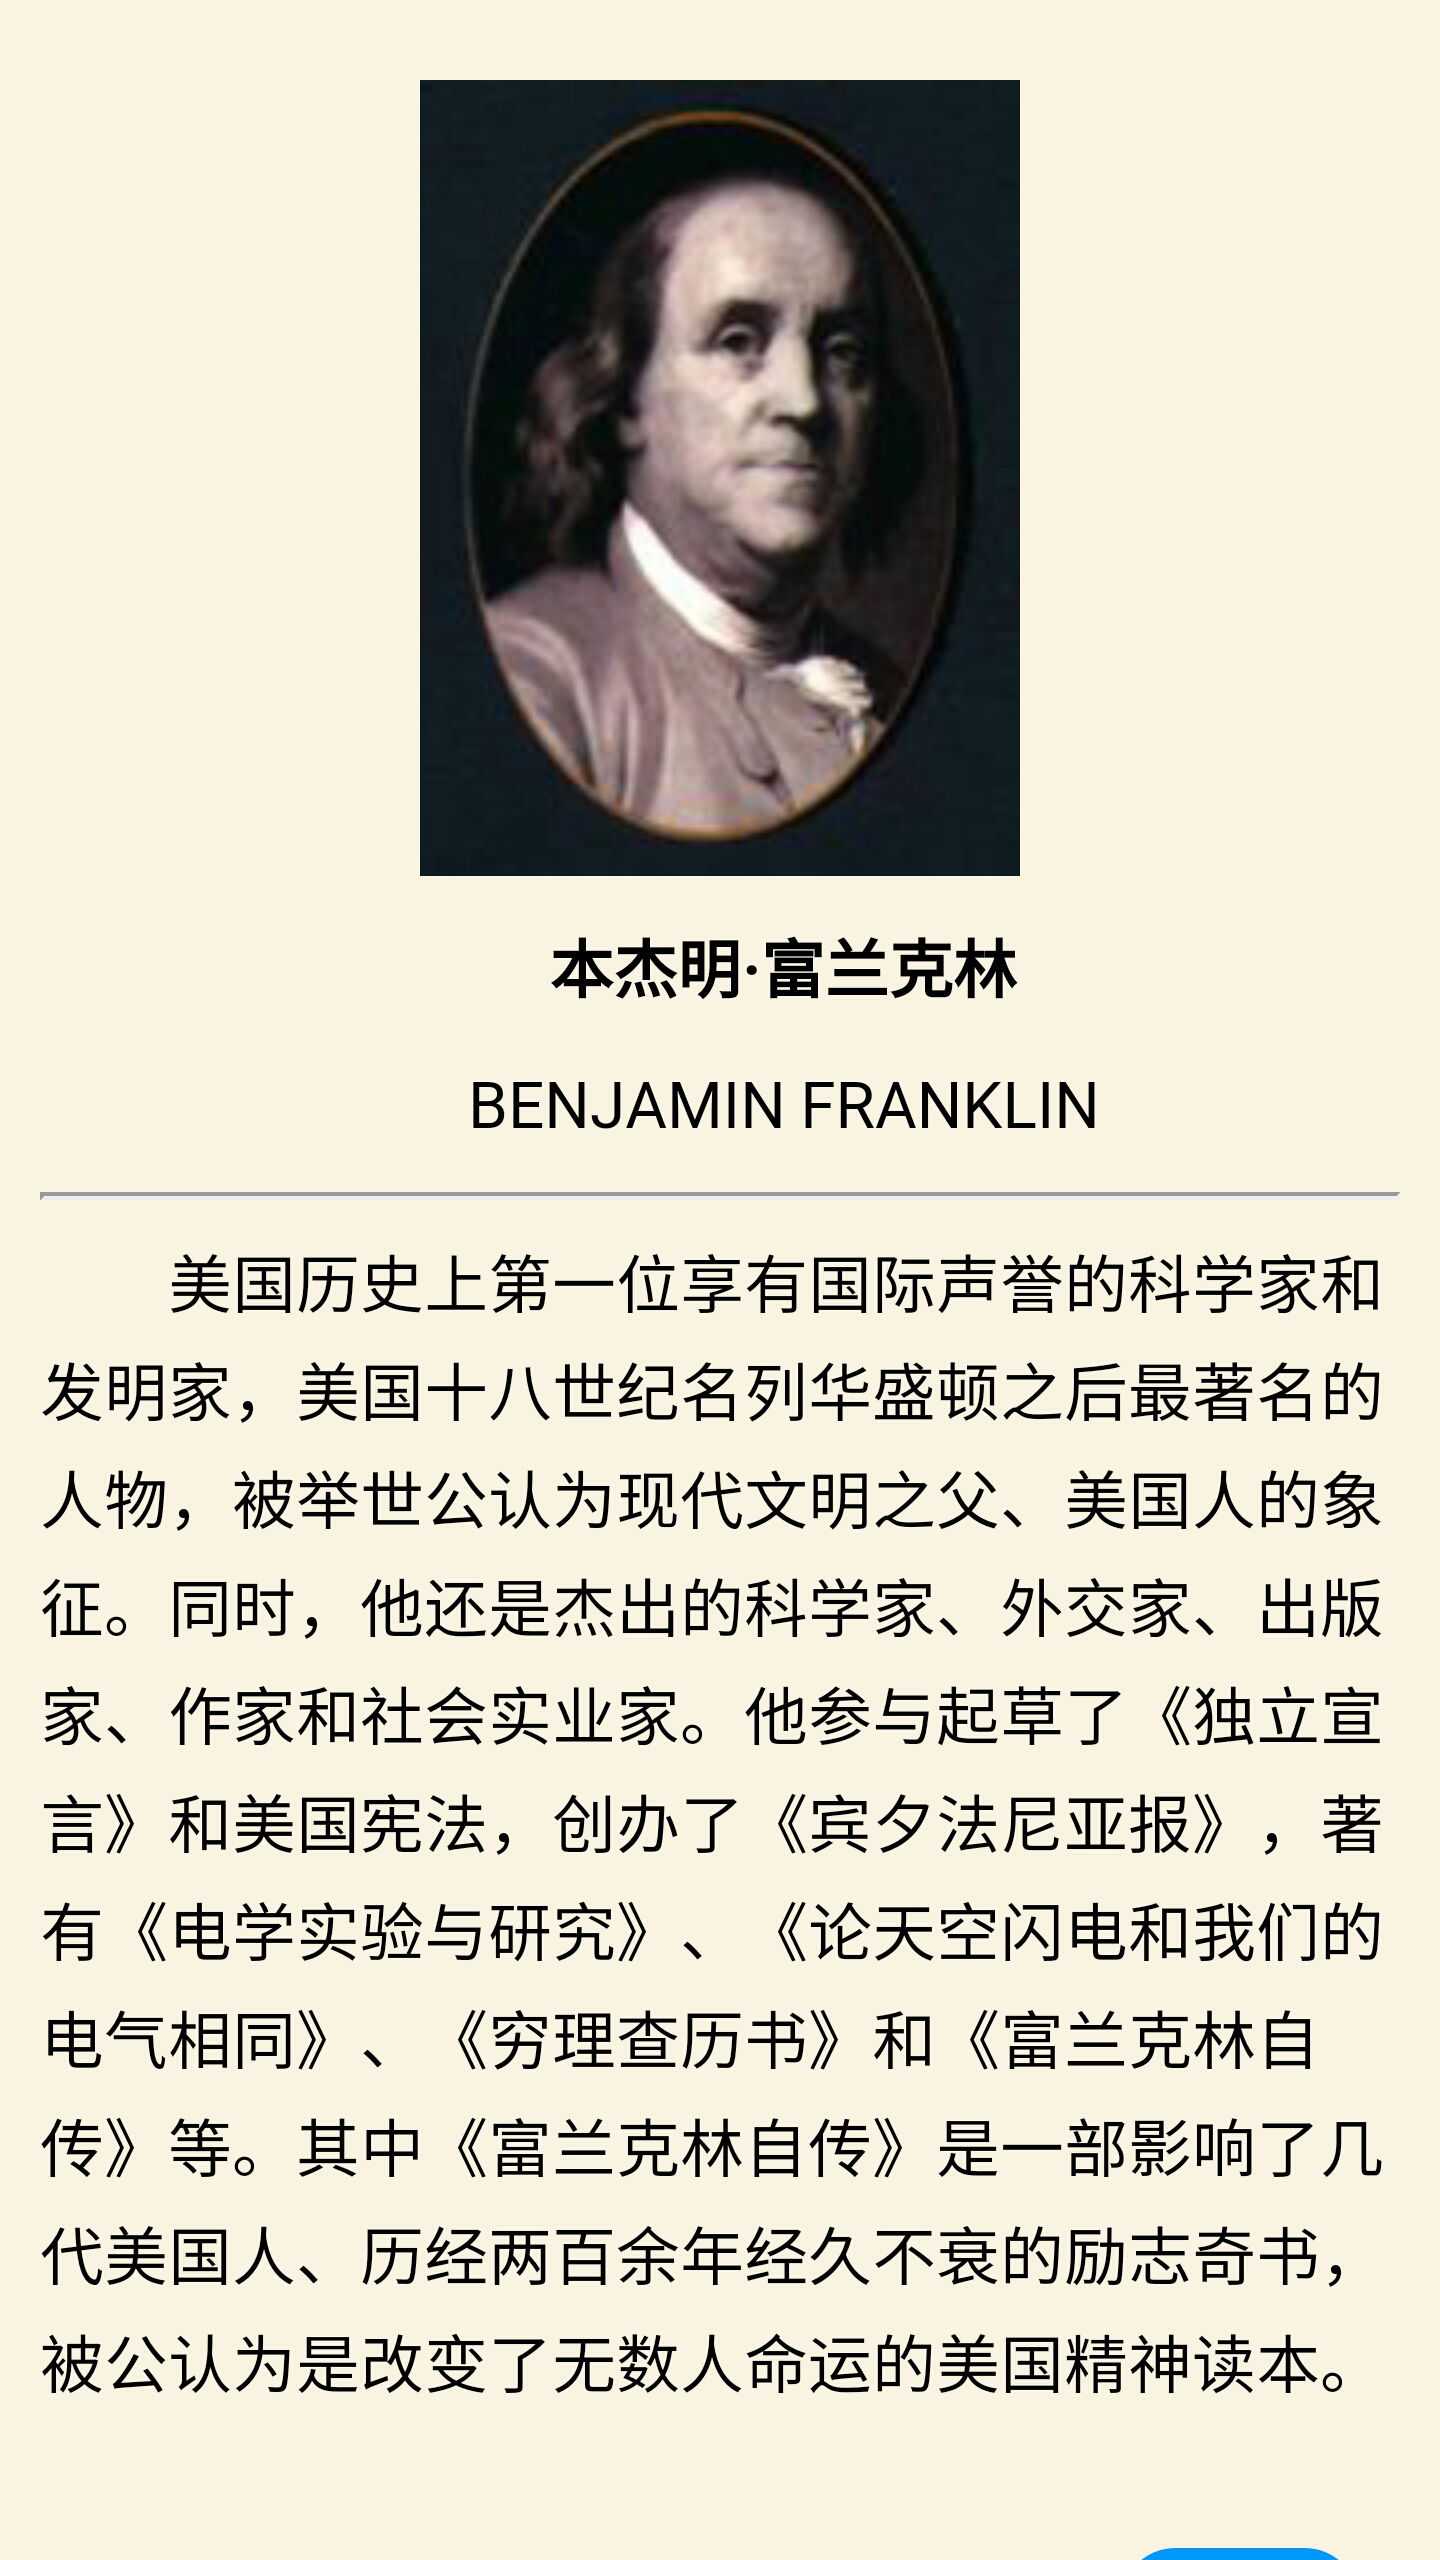 本杰明·富兰克林
BENJAMIN FRANKLIN
美国历史上第一位享有国际声誉的科学家和
发明家，美国十八世纪名列华盛顿之后最著名的
人物，被举世公认为现代文明之父、美国人的象
征。同时，他还是杰出的科学家、外交家、出版
家、作家和社会实业家。他参与起草了《独立宣
言》和美国宪法，创办了《宾夕法尼亚报》，著
有《电学实验与研究》、《论天空闪电和我们的
电气相同》、《穷理查历书》和《富兰克林自
传》等。其中《富兰克林自传》是一部影响了几
代美国人、历经两百余年经久不衰的励志奇书，
被公认为是改变了无数人命运的美国精神读本。